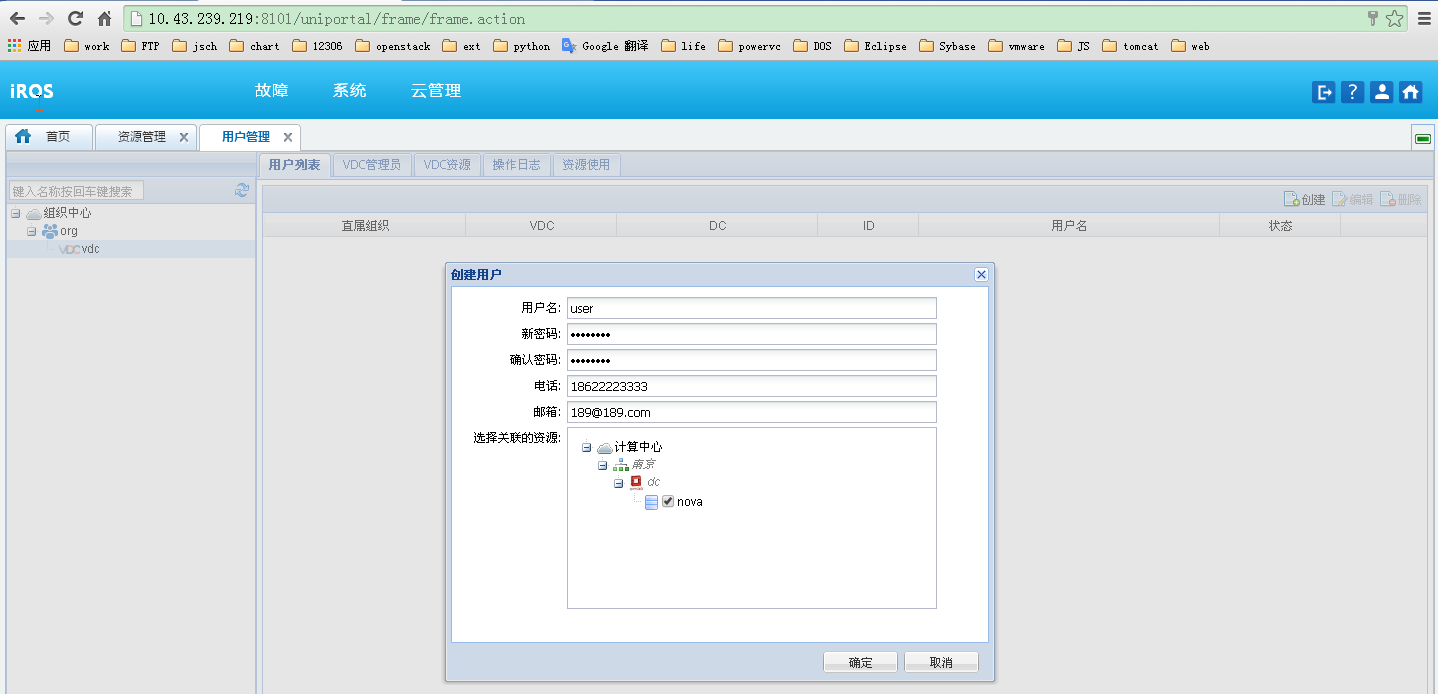 10.43.239.219:8101/uniportal/frame/frame.action
应用 work FTP jsch chart 12306 openstack ext python Google 翻译 life powervc DOS Eclipse Sybase vmware JS tomcat web
iROS 故障 系统 云管理
首页 资源管理 用户管理
用户列表 VDC管理员 VDC资源 操作日志 资源使用
键入名称按回车键搜索
创建 编辑 删除
组织中心
org
VDC vdc
直属组织 VDC DC ID 用户名 状态
创建用户
用户名: user
新密码: ••••••••
确认密码: ••••••••
电话: 18622223333
邮箱: 189@189.com
选择关联的资源:
计算中心
南京
dc
nova
确定 取消